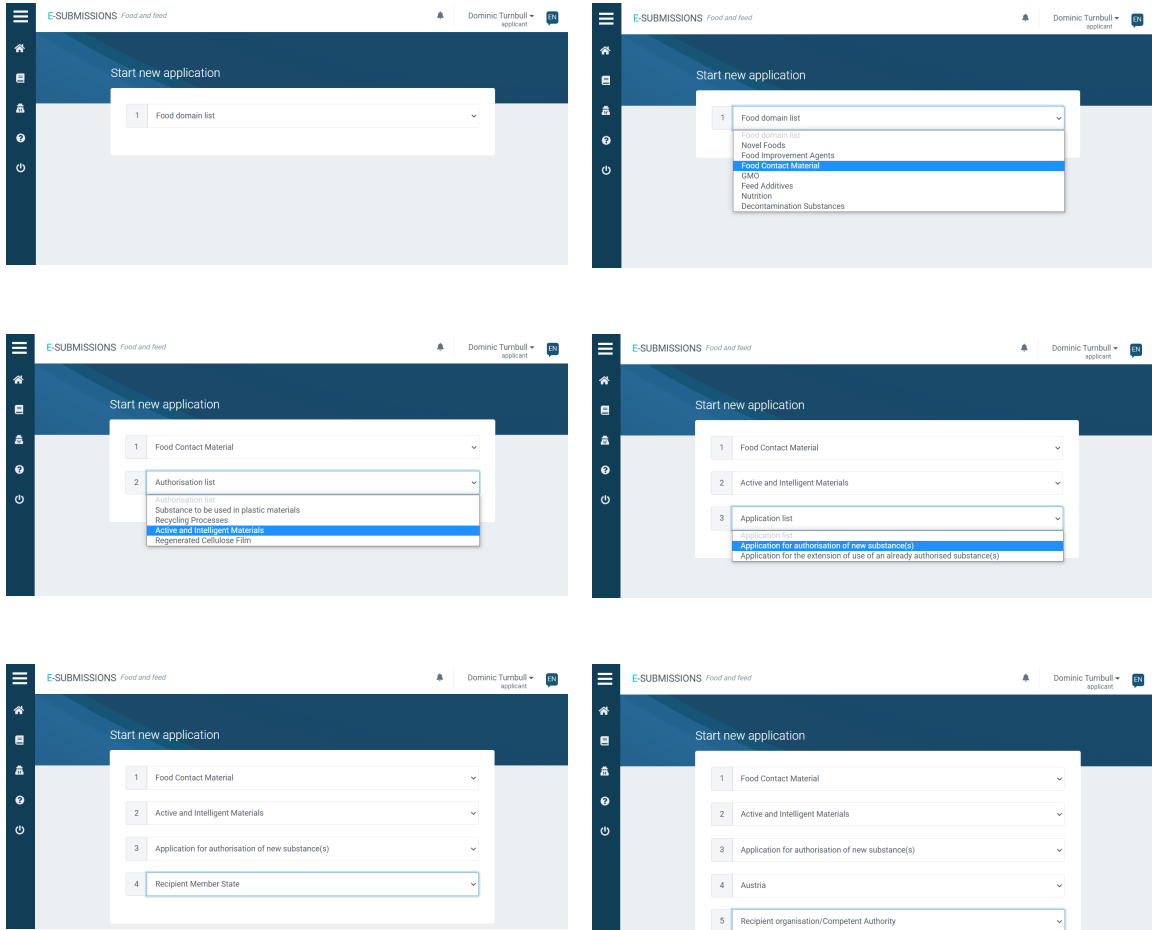 E-SUBMISSIONS Food and feed
Dominic Turnbull
applicant
EN
Start new application
1 Food domain list
E-SUBMISSIONS Food and feed
Dominic Turnbull
applicant
EN
Start new application
1 Food domain list
Food domain list
Novel Foods
Food Improvement Agents
Food Contact Material
GMO
Feed Additives
Nutrition
Decontamination Substances
E-SUBMISSIONS Food and feed
Dominic Turnbull
applicant
EN
Start new application
1 Food Contact Material
2 Authorisation list
Authorisation list
Substance to be used in plastic materials
Recycling Processes
Active and Intelligent Materials
Regenerated Cellulose Film
E-SUBMISSIONS Food and feed
Dominic Turnbull
applicant
EN
Start new application
1 Food Contact Material
2 Active and Intelligent Materials
3 Application list
Application list
Application for authorisation of new substance(s)
Application for the extension of use of an already authorised substance(s)
E-SUBMISSIONS Food and feed
Dominic Turnbull
applicant
EN
Start new application
1 Food Contact Material
2 Active and Intelligent Materials
3 Application for authorisation of new substance(s)
4 Recipient Member State
E-SUBMISSIONS Food and feed
Dominic Turnbull
applicant
EN
Start new application
1 Food Contact Material
2 Active and Intelligent Materials
3 Application for authorisation of new substance(s)
4 Austria
5 Recipient organisation/Competent Authority